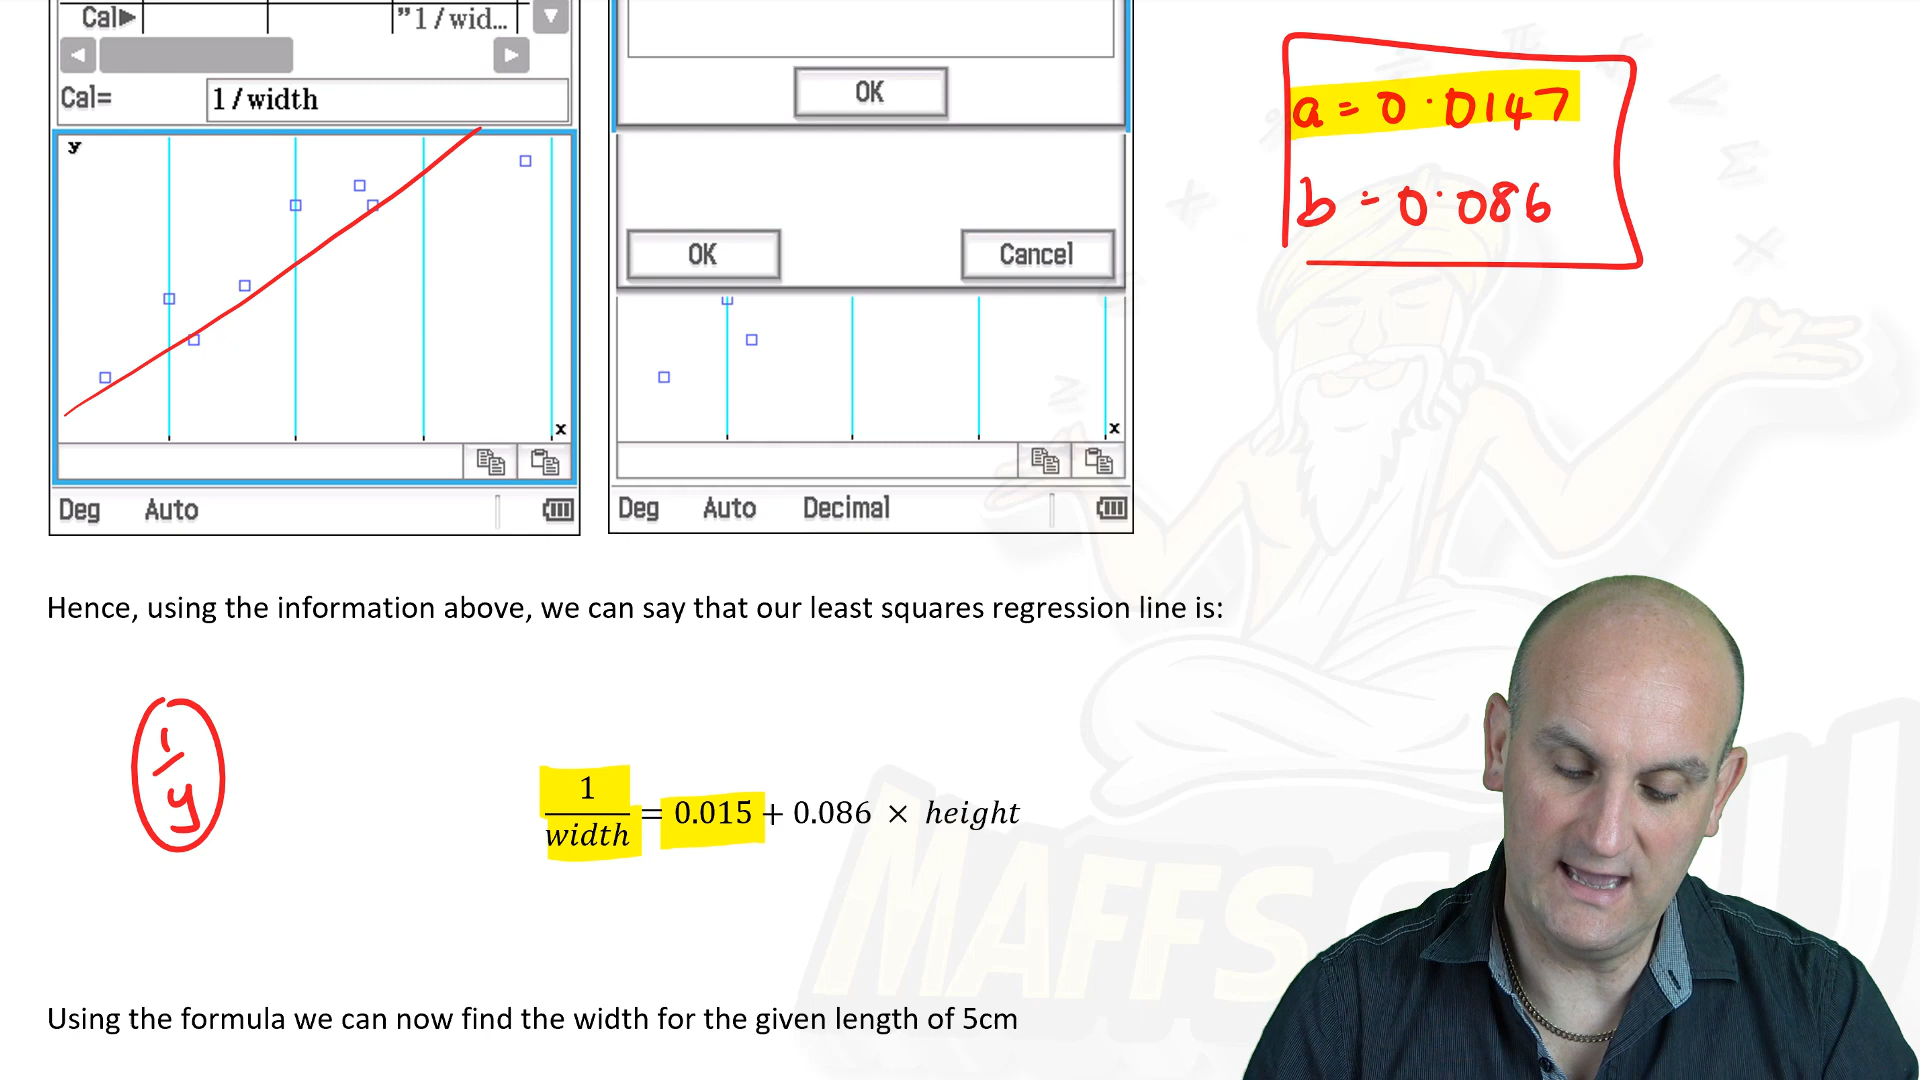 Cal▶ "1/wid...
Cal= 1/width
y
x
Deg Auto
OK
OK Cancel
x
Deg Auto Decimal
a = 0.0147
b = 0.086
Hence, using the information above, we can say that our least squares regression line is:
1/y
1/width = 0.015 + 0.086 × height
Using the formula we can now find the width for the given length of 5cm
MAFFS GU